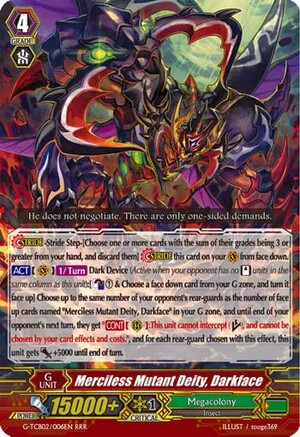 4
GRADE
He does not negotiate. There are only one-sided demands.
STRIDE -Stride Step-[Choose one or more cards with the sum of their grades being 3 or
greater from your hand, and discard them] STRIDE this card on your from face down.
ACT 1/Turn Dark Device (Active when your opponent has no units in the
same column as this unit):[ 1 & Choose a face down card from your G zone, and turn it
face up] Choose up to the same number of your opponent's rear-guards as the number of face
up cards named "Merciless Mutant Deity, Darkface" in your G zone, and until end of your
opponent's next turn, they get "CONT :This unit cannot intercept, and cannot be
chosen by your card effects and costs.", and for each rear-guard chosen with this effect, this
unit gets +5000 until end of turn.
G
UNIT
Merciless Mutant Deity, Darkface
POWER
15000+
1
CRITICAL
Megacolony
Insect
G-TCB02/006EN RRR
ILLUST / touge369